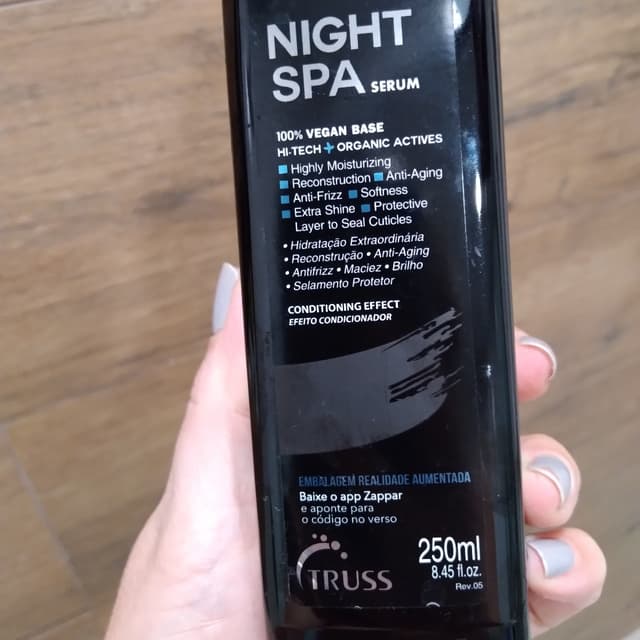 NIGHT
SPA SERUM
100% VEGAN BASE
HI-TECH + ORGANIC ACTIVES
Highly Moisturizing
Reconstruction Anti-Aging
Anti-Frizz Softness
Extra Shine Protective
Layer to Seal Cuticles
• Hidratação Extraordinária
• Reconstrução • Anti-Aging
• Antifrizz • Maciez • Brilho
• Selamento Protetor
CONDITIONING EFFECT
EFEITO CONDICIONADOR
EMBALAGEM REALIDADE AUMENTADA
Baixe o app Zappar
e aponte para
o código no verso
250ml
8.45 fl.oz.
TRUSS
Rev.05